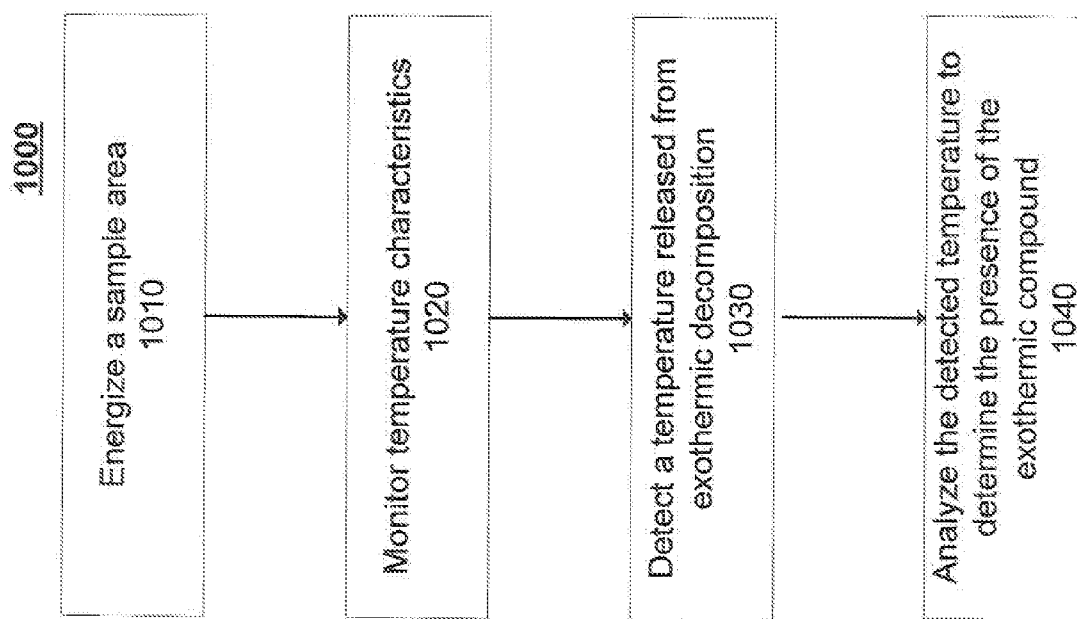 1000
Energize a sample area
1010
Monitor temperature characteristics
1020
Detect a temperature released from
exothermic decomposition
1030
Analyze the detected temperature to
determine the presence of the
exothermic compound
1040